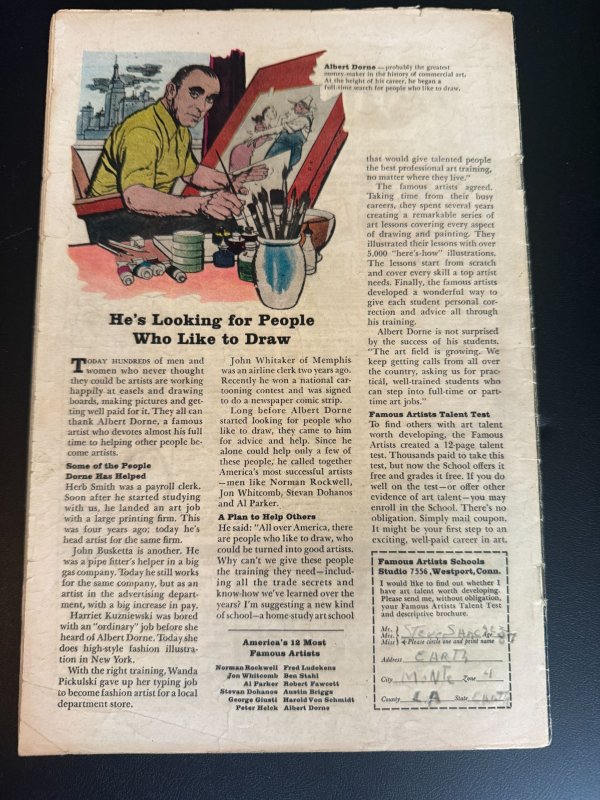 Albert Dorne — probably the greatest
money-maker in the history of commercial art.
At the height of his career, he began a
full-time search for people who like to draw.
He's Looking for People
Who Like to Draw
TODAY HUNDREDS of men and
women who never thought
they could be artists are working
happily at easels and drawing
boards, making pictures and get-
ting well paid for it. They all can
thank Albert Dorne, a famous
artist who devotes almost his full
time to helping other people be-
come artists.
Some of the People
Dorne Has Helped
Herb Smith was a payroll clerk.
Soon after he started studying
with us, he landed an art job
with a large printing firm. This
was four years ago; today he's
head artist for the same firm.
John Busketta is another. He
was a pipe fitter's helper in a big
gas company. Today he still works
for the same company, but as an
artist in the advertising depart-
ment, with a big increase in pay.
Harriet Kuzniewski was bored
with an "ordinary" job before she
heard of Albert Dorne. Today she
does high-style fashion illustra-
tion in New York.
With the right training, Wanda
Pickulski gave up her typing job
to become fashion artist for a local
department store.
John Whitaker of Memphis
was an airline clerk two years ago.
Recently he won a national car-
tooning contest and was signed
to do a newspaper comic strip.
Long before Albert Dorne
started looking for people who
like to draw, they came to him
for advice and help. Since he
alone could help only a few of
these people, he called together
America's most successful artists
—men like Norman Rockwell,
Jon Whitcomb, Stevan Dohanos
and Al Parker.
A Plan to Help Others
He said: "All over America, there
are people who like to draw, who
could be turned into good artists.
Why can't we give these people
the training they need—includ-
ing all the trade secrets and
know-how we've learned over the
years? I'm suggesting a new kind
of school—a home-study art school
America's 12 Most
Famous Artists
Norman Rockwell Fred Ludekens
Jon Whitcomb Ben Stahl
Al Parker Robert Fawcett
Stevan Dohanos Austin Briggs
George Giusti Harold Von Schmidt
Peter Helck Albert Dorne
that would give talented people
the best professional art training,
no matter where they live."
The famous artists agreed.
Taking time from their busy
careers, they spent several years
creating a remarkable series of
art lessons covering every aspect
of drawing and painting. They
illustrated their lessons with over
5,000 "here's-how" illustrations.
The lessons start from scratch
and cover every skill a top artist
needs. Finally, the famous artists
developed a wonderful way to
give each student personal cor-
rection and advice all through
his training.
Albert Dorne is not surprised
by the success of his students.
"The art field is growing. We
keep getting calls from all over
the country, asking us for prac-
tical, well-trained students who
can step into full-time or part-
time art jobs."
Famous Artists Talent Test
To find others with art talent
worth developing, the Famous
Artists created a 12-page talent
test. Thousands paid to take this
test, but now the School offers it
free and grades it free. If you do
well on the test—or offer other
evidence of art talent—you may
enroll in the School. There's no
obligation. Simply mail coupon.
It might be your first step to an
exciting, well-paid career in art.
Famous Artists Schools
Studio 7556, Westport, Conn.
I would like to find out whether I
have art talent worth developing.
Please send me, without obligation,
your Famous Artists Talent Test
and descriptive brochure.
Mr.
Mrs. Age
Miss Please circle one and print name
Address EARTH
City Zone 4
County L.A State